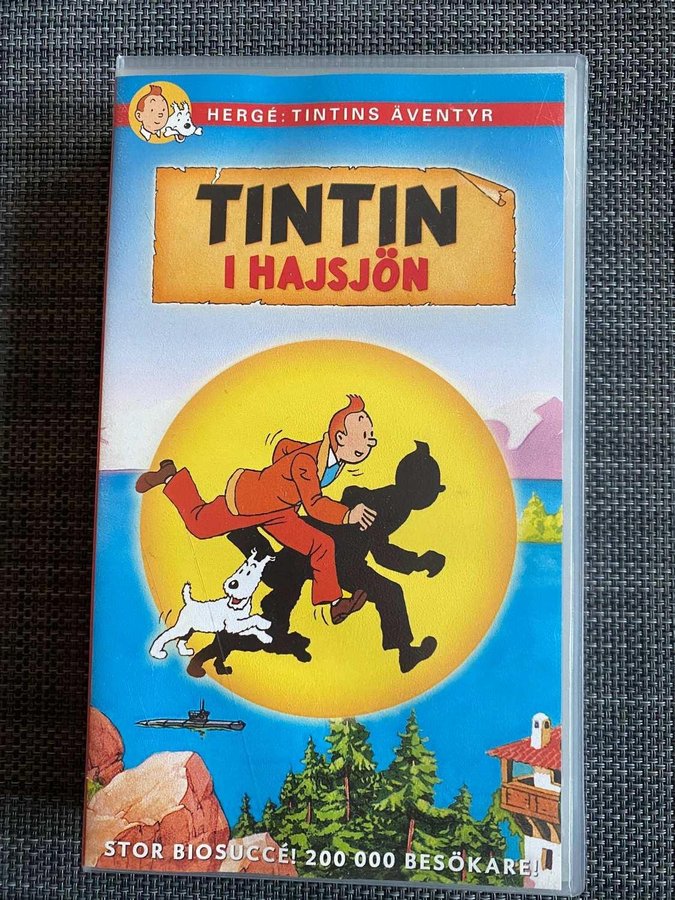 HERGÉ: TINTINS ÄVENTYR
TINTIN
I HAJSJÖN
STOR BIOSUCCÉ! 200 000 BESÖKARE!